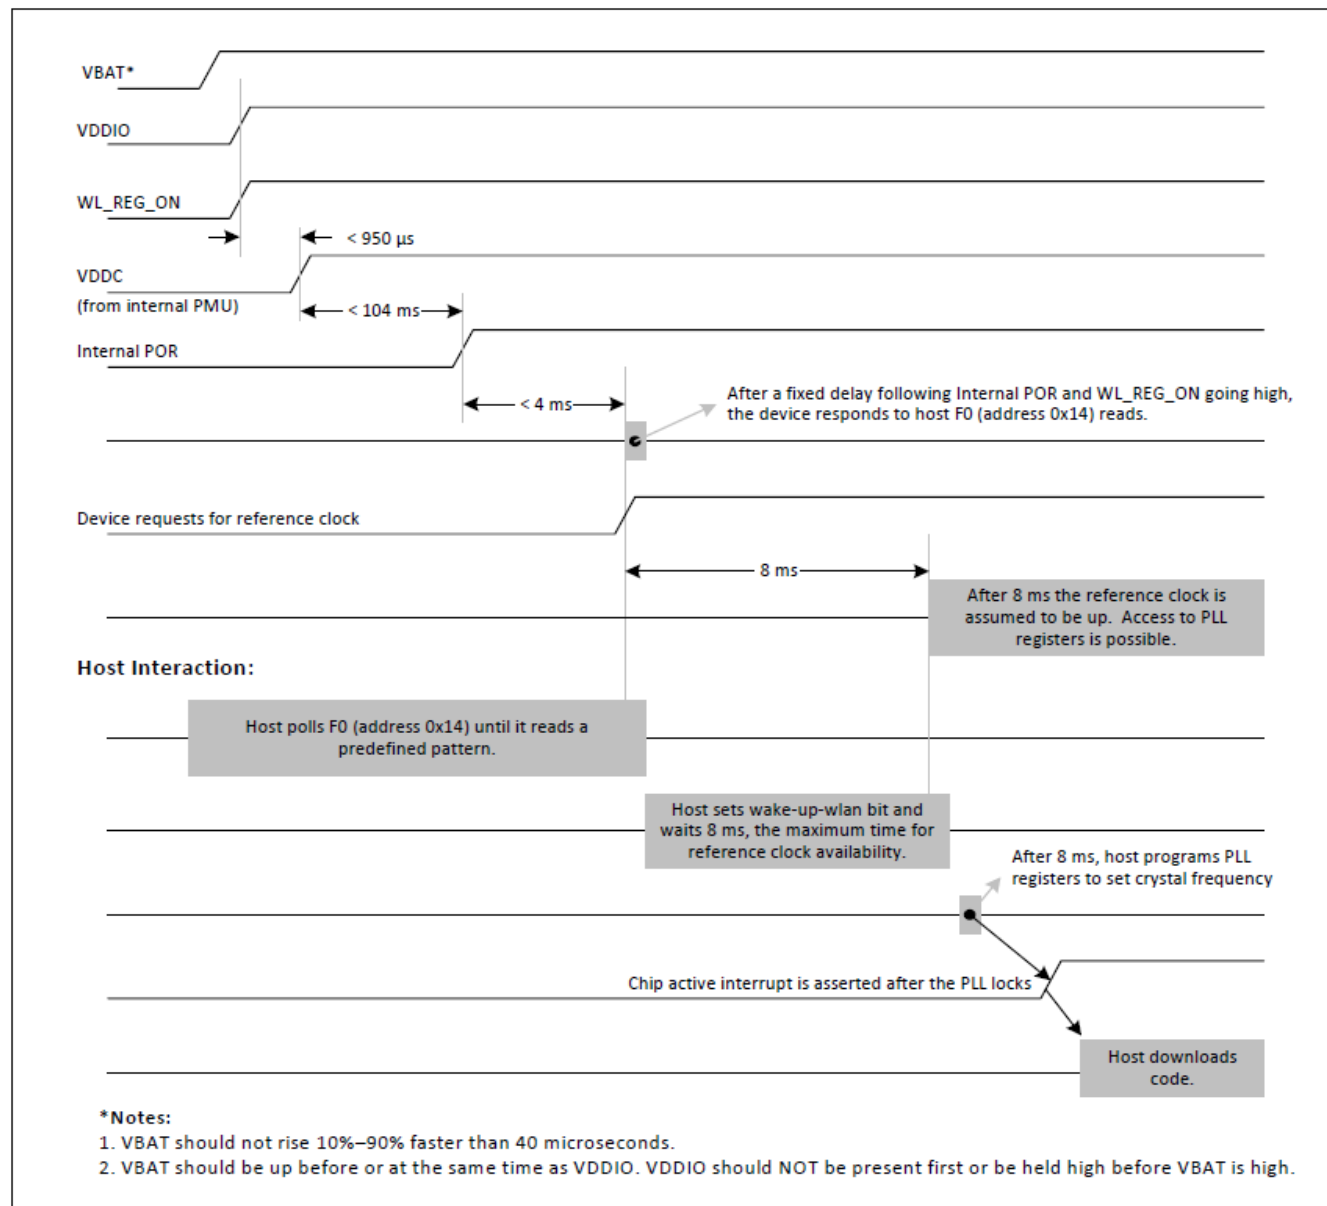 VBAT*
VDDIO
WL_REG_ON
< 950 µs
VDDC
(from internal PMU)
< 104 ms
Internal POR
After a fixed delay following Internal POR and WL_REG_ON going high,
the device responds to host F0 (address 0x14) reads.
< 4 ms
Device requests for reference clock
8 ms
After 8 ms the reference clock is
assumed to be up. Access to PLL
registers is possible.
Host Interaction:
Host polls F0 (address 0x14) until it reads a
predefined pattern.
Host sets wake-up-wlan bit and
waits 8 ms, the maximum time for
reference clock availability.
After 8 ms, host programs PLL
registers to set crystal frequency
Chip active interrupt is asserted after the PLL locks
Host downloads
code.
*Notes:
1. VBAT should not rise 10%–90% faster than 40 microseconds.
2. VBAT should be up before or at the same time as VDDIO. VDDIO should NOT be present first or be held high before VBAT is high.